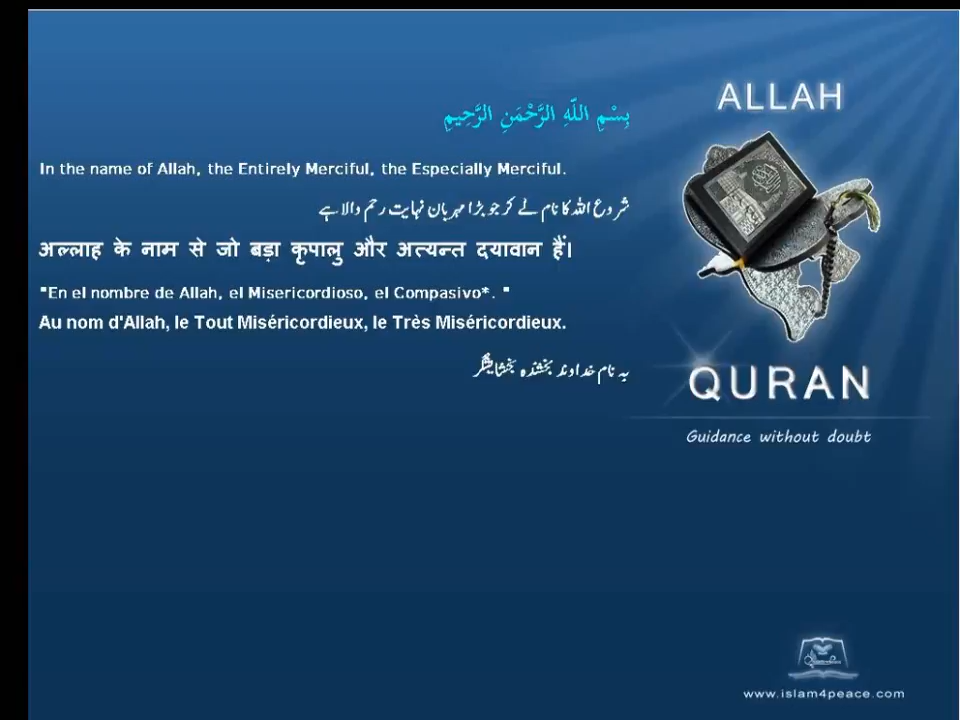 بِسْمِ اللَّهِ الرَّحْمَنِ الرَّحِيمِ
In the name of Allah, the Entirely Merciful, the Especially Merciful.
شروع الله کا نام لے کر جو بڑا مہربان نہایت رحم والا ہے
अल्लाह के नाम से जो बड़ा कृपालु और अत्यन्त दयावान हैं।
"En el nombre de Allah, el Misericordioso, el Compasivo*. "
Au nom d'Allah, le Tout Miséricordieux, le Très Miséricordieux.
به نام خداوند بخشنده بخشایشگر
ALLAH
QURAN
Guidance without doubt
www.islam4peace.com